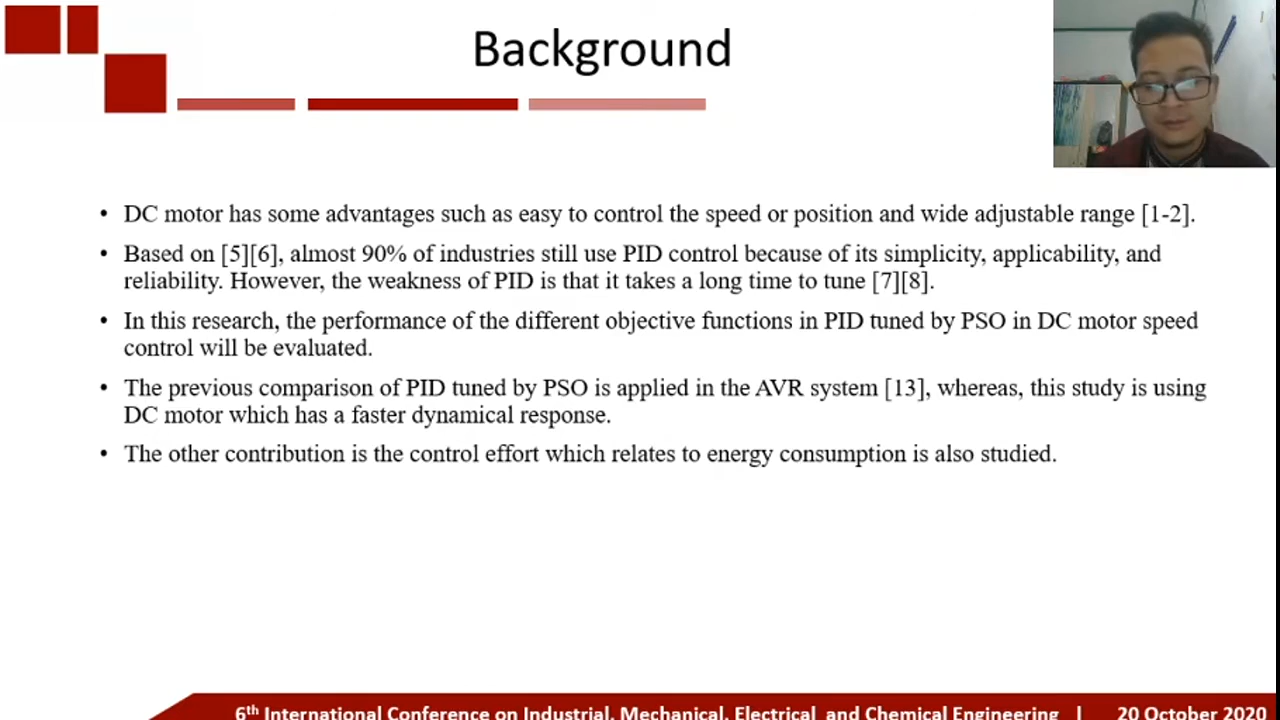 Background
• DC motor has some advantages such as easy to control the speed or position and wide adjustable range [1-2].
• Based on [5][6], almost 90% of industries still use PID control because of its simplicity, applicability, and
reliability. However, the weakness of PID is that it takes a long time to tune [7][8].
• In this research, the performance of the different objective functions in PID tuned by PSO in DC motor speed
control will be evaluated.
• The previous comparison of PID tuned by PSO is applied in the AVR system [13], whereas, this study is using
DC motor which has a faster dynamical response.
• The other contribution is the control effort which relates to energy consumption is also studied.
6th International Conference on Industrial, Mechanical, Electrical, and Chemical Engineering | 20 October 2020